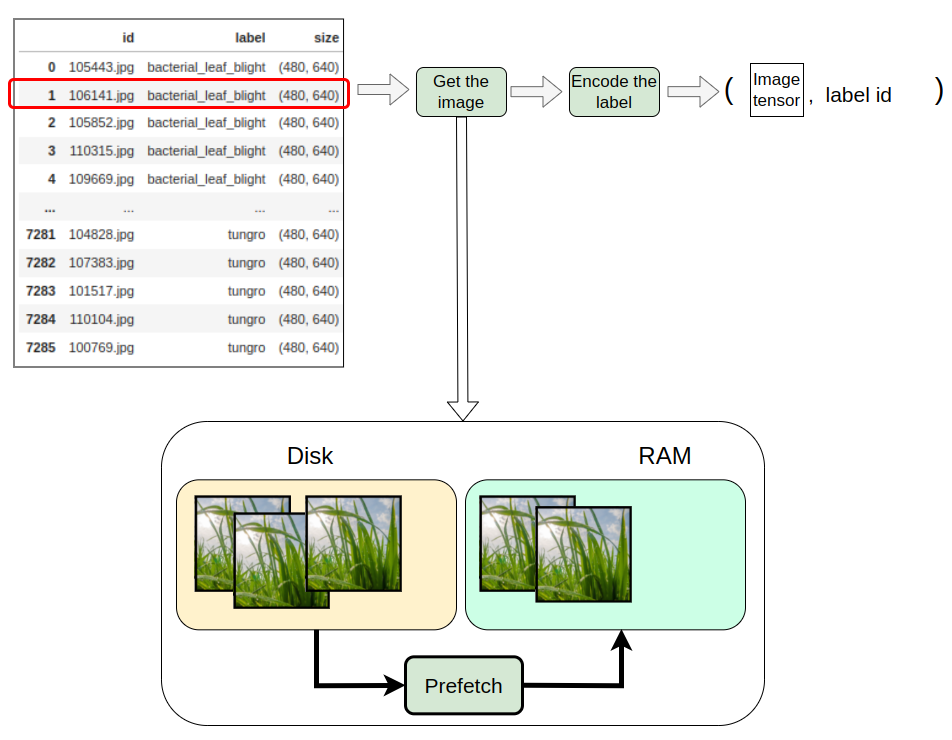 id label size
0 105443.jpg bacterial_leaf_blight (480, 640)
1 106141.jpg bacterial_leaf_blight (480, 640)
2 105852.jpg bacterial_leaf_blight (480, 640)
3 110315.jpg bacterial_leaf_blight (480, 640)
4 109669.jpg bacterial_leaf_blight (480, 640)
... ... ... ...
7281 104828.jpg tungro (480, 640)
7282 107383.jpg tungro (480, 640)
7283 101517.jpg tungro (480, 640)
7284 110104.jpg tungro (480, 640)
7285 100769.jpg tungro (480, 640)
Get the
image
Encode the
label
( Image
tensor , label id )
Disk
RAM
Prefetch